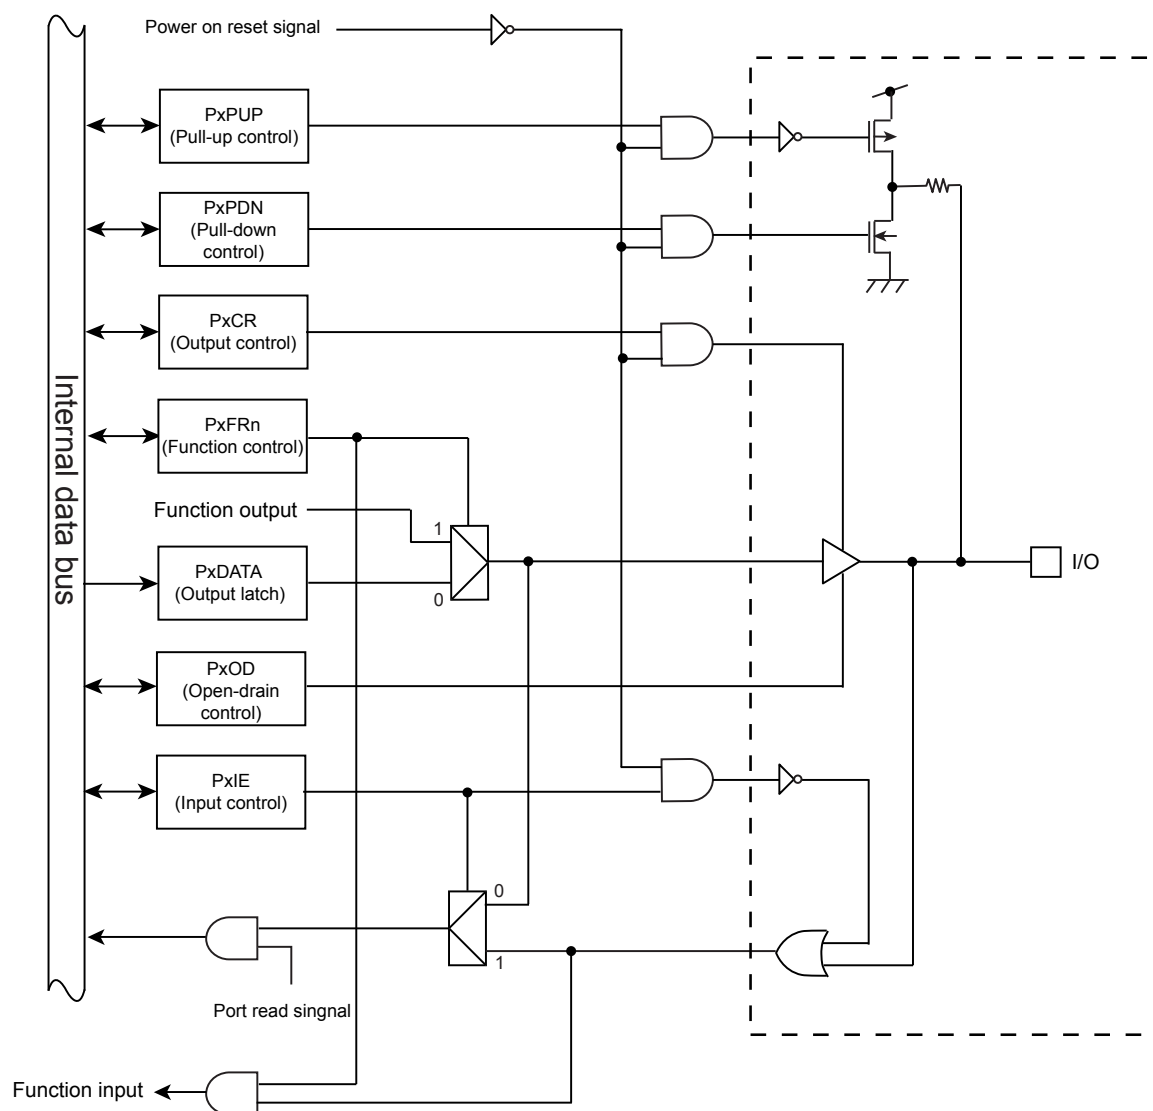 Power on reset signal
PxPUP
(Pull-up control)
PxPDN
(Pull-down
control)
PxCR
(Output control)
Internal data bus
PxFRn
(Function control)
Function output
1
PxDATA
(Output latch)
0
I/O
PxOD
(Open-drain
control)
PxIE
(Input control)
0
1
Port read singnal
Function input